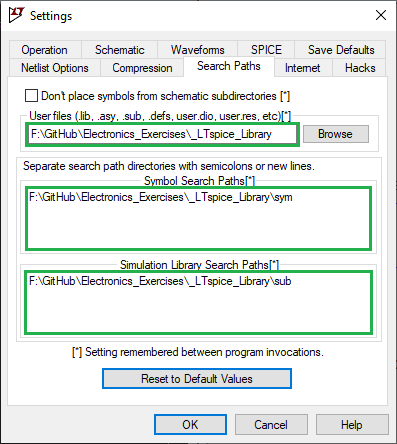 Settings
Operation Schematic Waveforms SPICE Save Defaults
Netlist Options Compression Search Paths Internet Hacks
Don't place symbols from schematic subdirectories [*]
User files (.lib, .asy, .sub, .defs, user.dio, user.res, etc)[*]
F:\GitHub\Electronics_Exercises\_LTspice_Library Browse
Separate search path directories with semicolons or new lines.
Symbol Search Paths[*]
F:\GitHub\Electronics_Exercises\_LTspice_Library\sym
Simulation Library Search Paths[*]
F:\GitHub\Electronics_Exercises\_LTspice_Library\sub
[*] Setting remembered between program invocations.
Reset to Default Values
OK Cancel Help